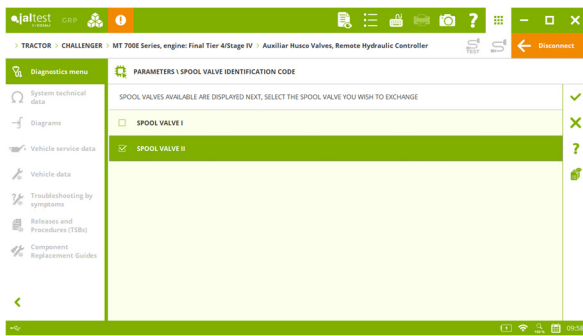 jaltest GRP
TRACTOR > CHALLENGER > MT 700E Series, engine: Final Tier 4/Stage IV > Auxiliar Husco Valves, Remote Hydraulic Controller
TEST
Disconnect
Diagnostics menu
PARAMETERS \ SPOOL VALVE IDENTIFICATION CODE
System technical
data
SPOOL VALVES AVAILABLE ARE DISPLAYED NEXT, SELECT THE SPOOL VALVE YOU WISH TO EXCHANGE
Diagrams
SPOOL VALVE I
Vehicle service data
SPOOL VALVE II
Vehicle data
Troubleshooting by
symptoms
Releases and
Procedures (TSBs)
Component
Replacement Guides
100 %